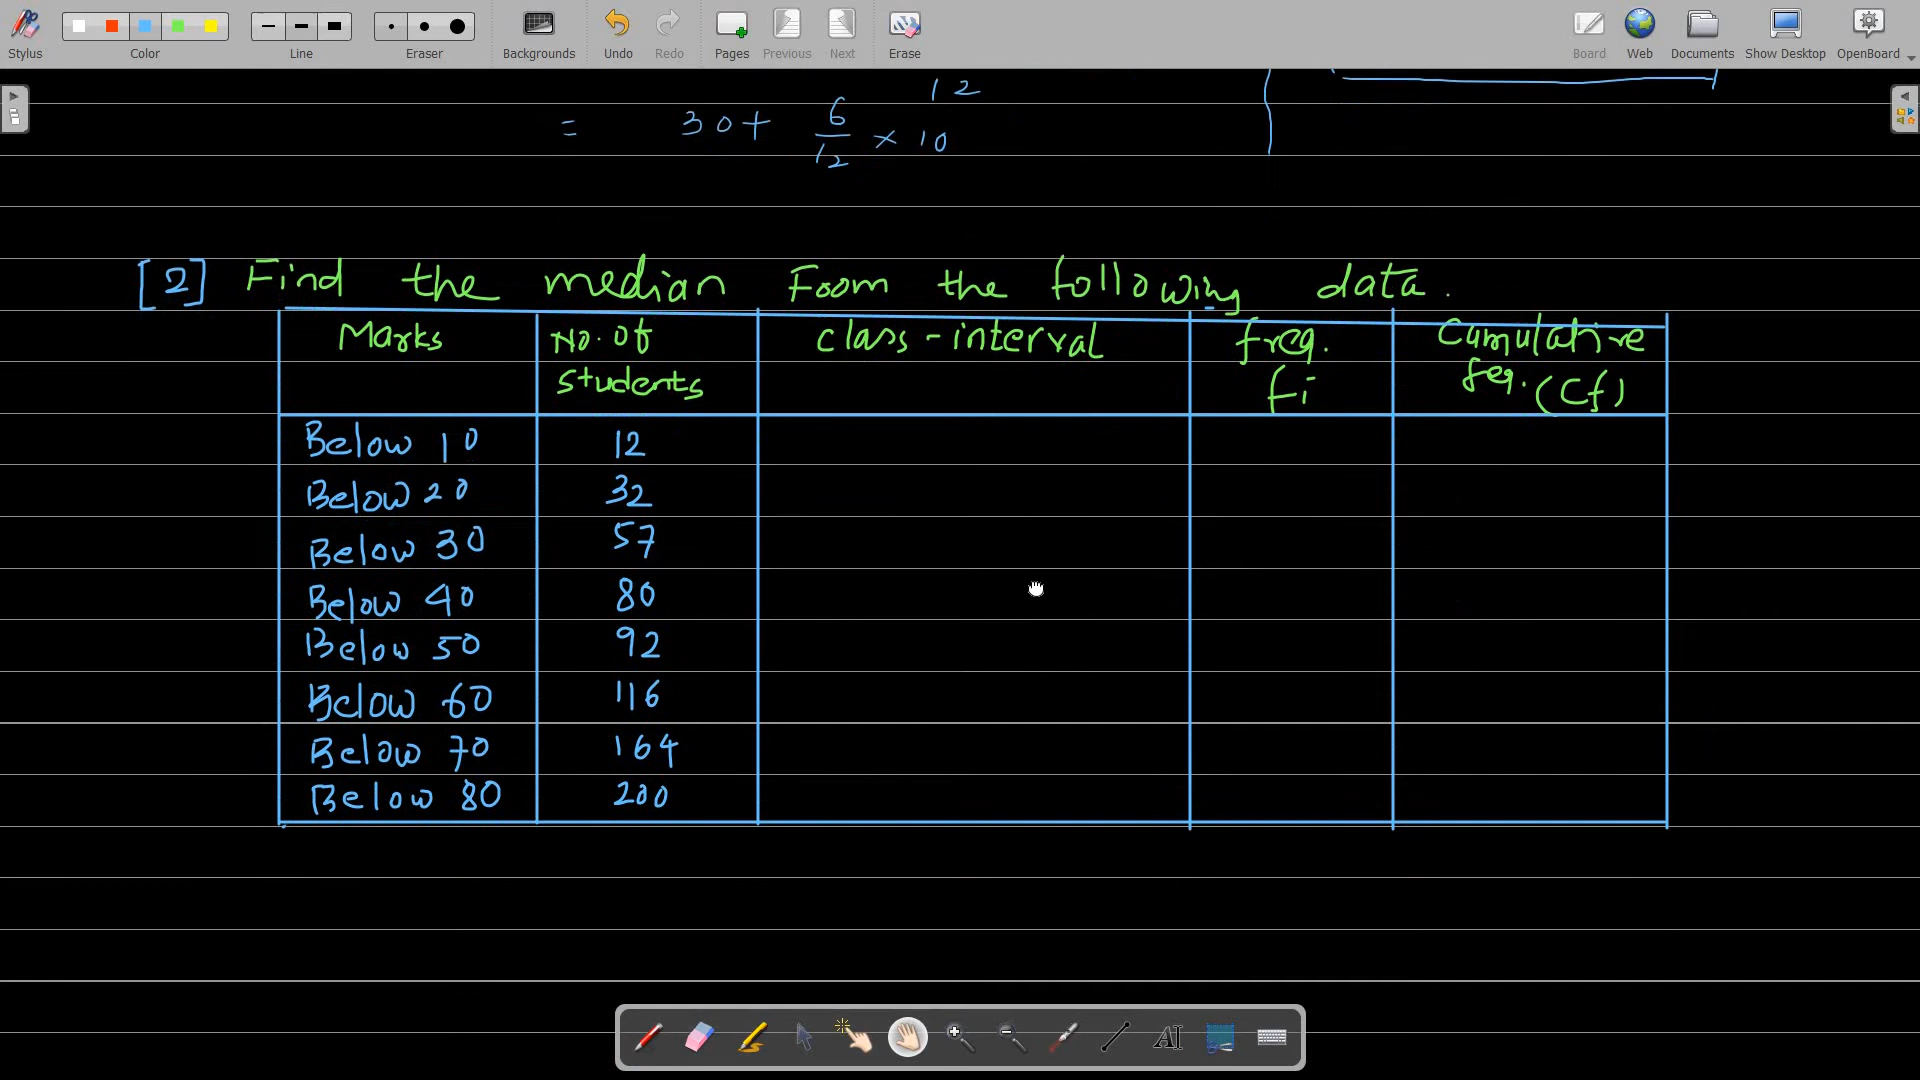 Stylus Color Line Eraser Backgrounds Undo Redo Pages Previous Next Erase Board Web Documents Show Desktop OpenBoard
12
= 30+ 6/12 × 10
[2] Find the median Foom the following data.
Marks No. of students class-interval freq. fi Cumulative feq. (Cf)
Below 10 12
Below 20 32
Below 30 57
Below 40 80
Below 50 92
Below 60 116
Below 70 164
Below 80 200